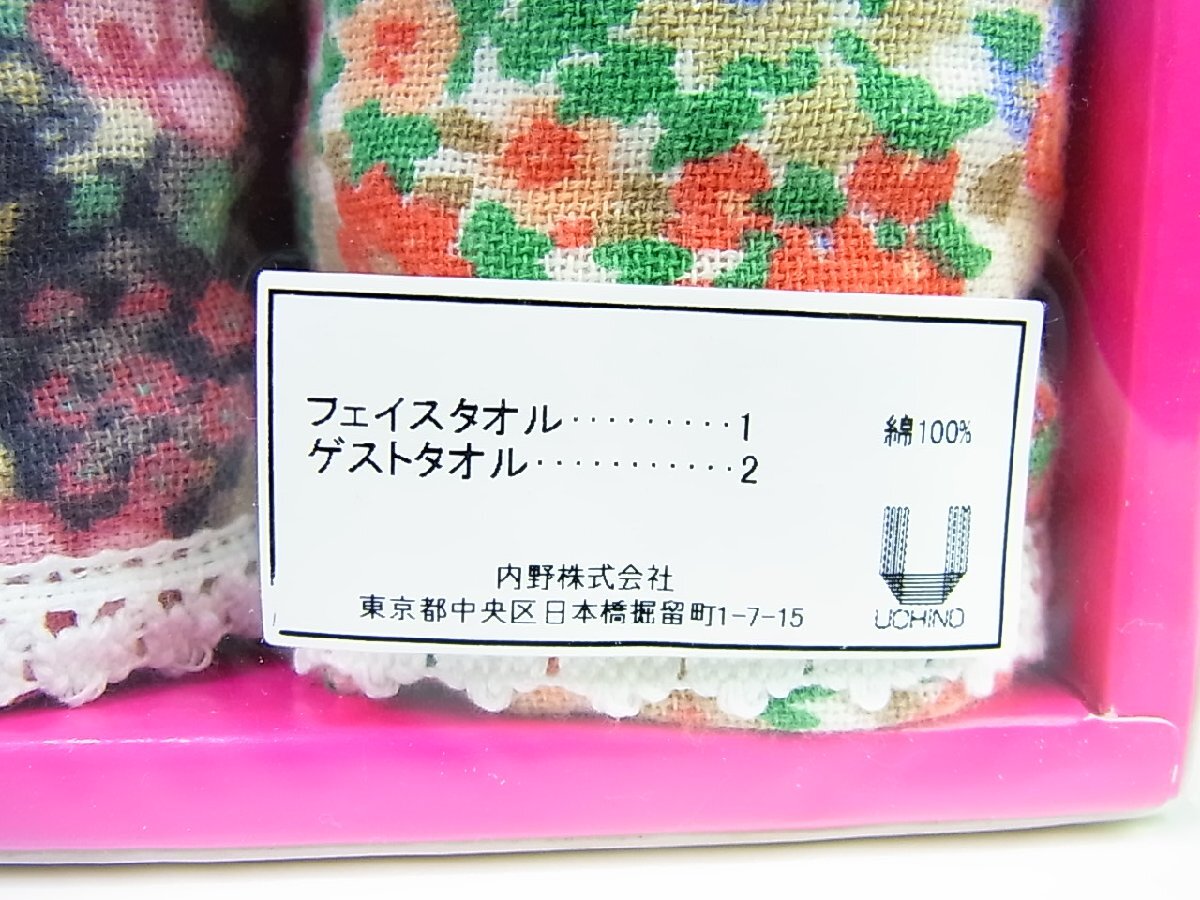 フェイスタオル·········1
ゲストタオル···········2
綿100%
内野株式会社
東京都中央区日本橋掘留町1-7-15
UCHINO